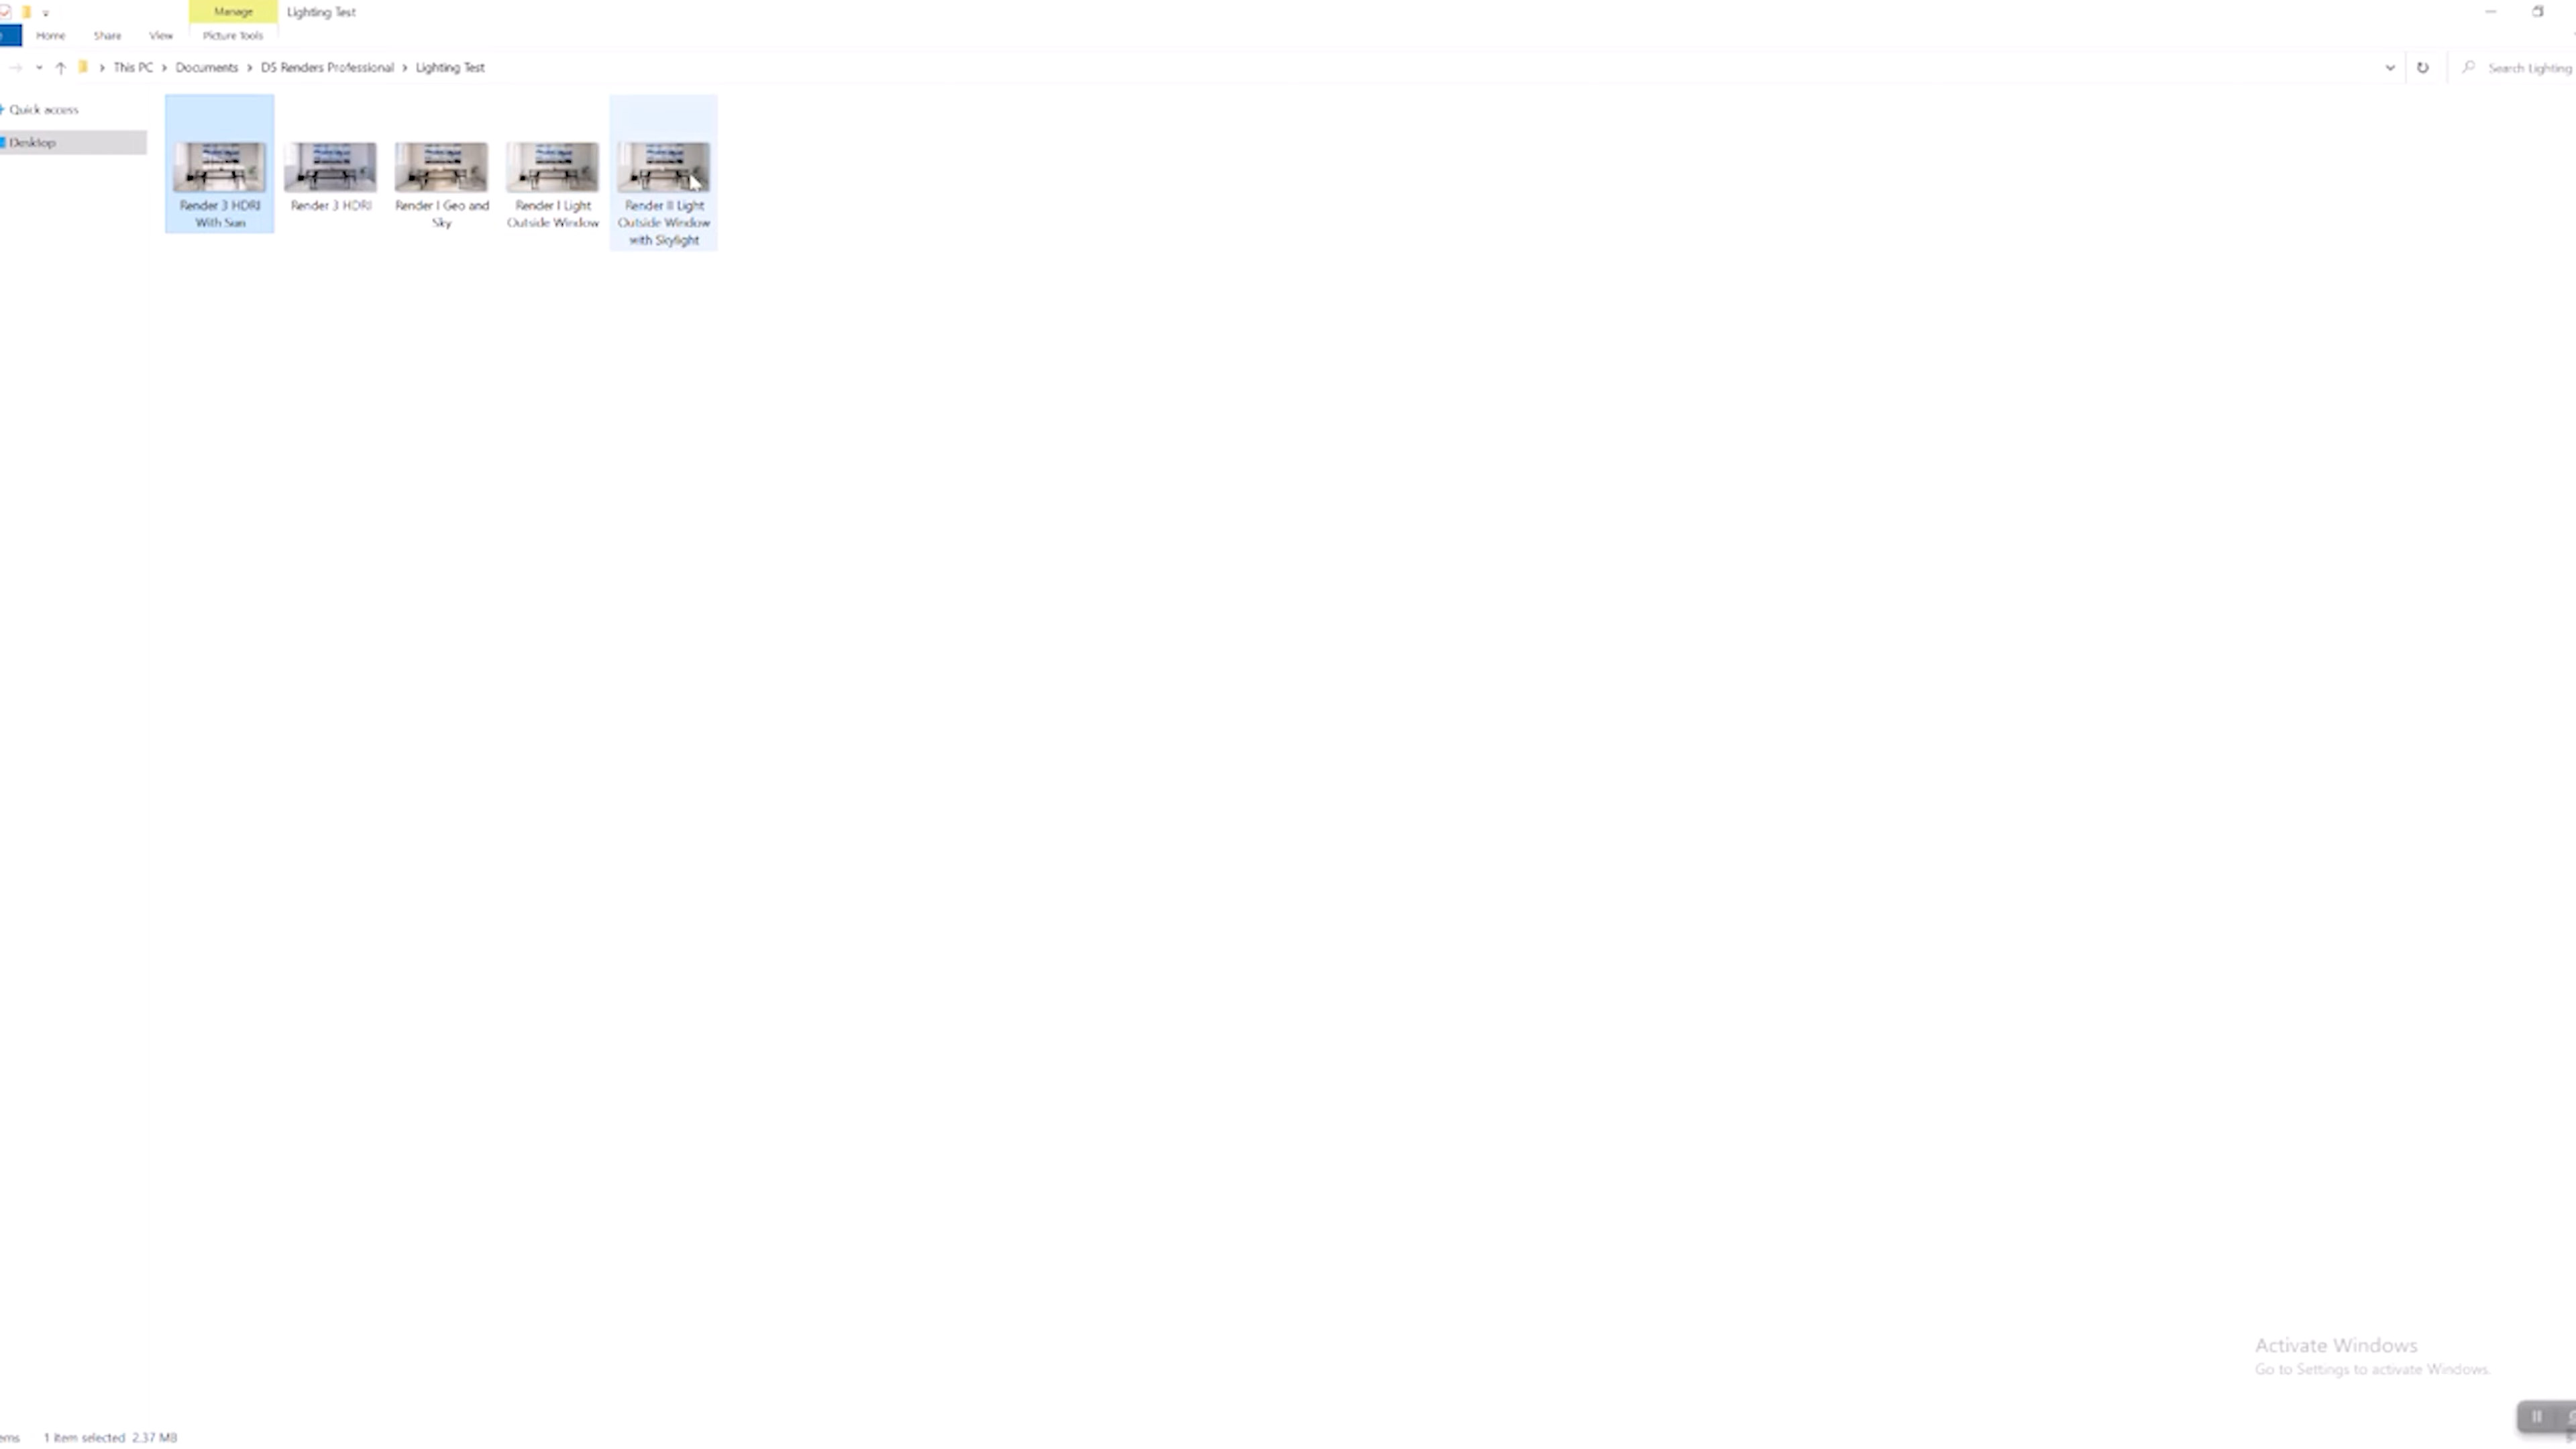 Manage
Lighting Test
Home
Share
View
Picture Tools
This PC
Documents
D5 Renders Professional
Lighting Test
Search Lighting
Quick access
Desktop
Render 3 HDRI
With Sun
Render 3 HDRI
Render I Geo and
Sky
Render I Light
Outside Window
Render II Light
Outside Window
with Skylight
Activate Windows
Go to Settings to activate Windows.
ems
1 item selected 2.37 MB